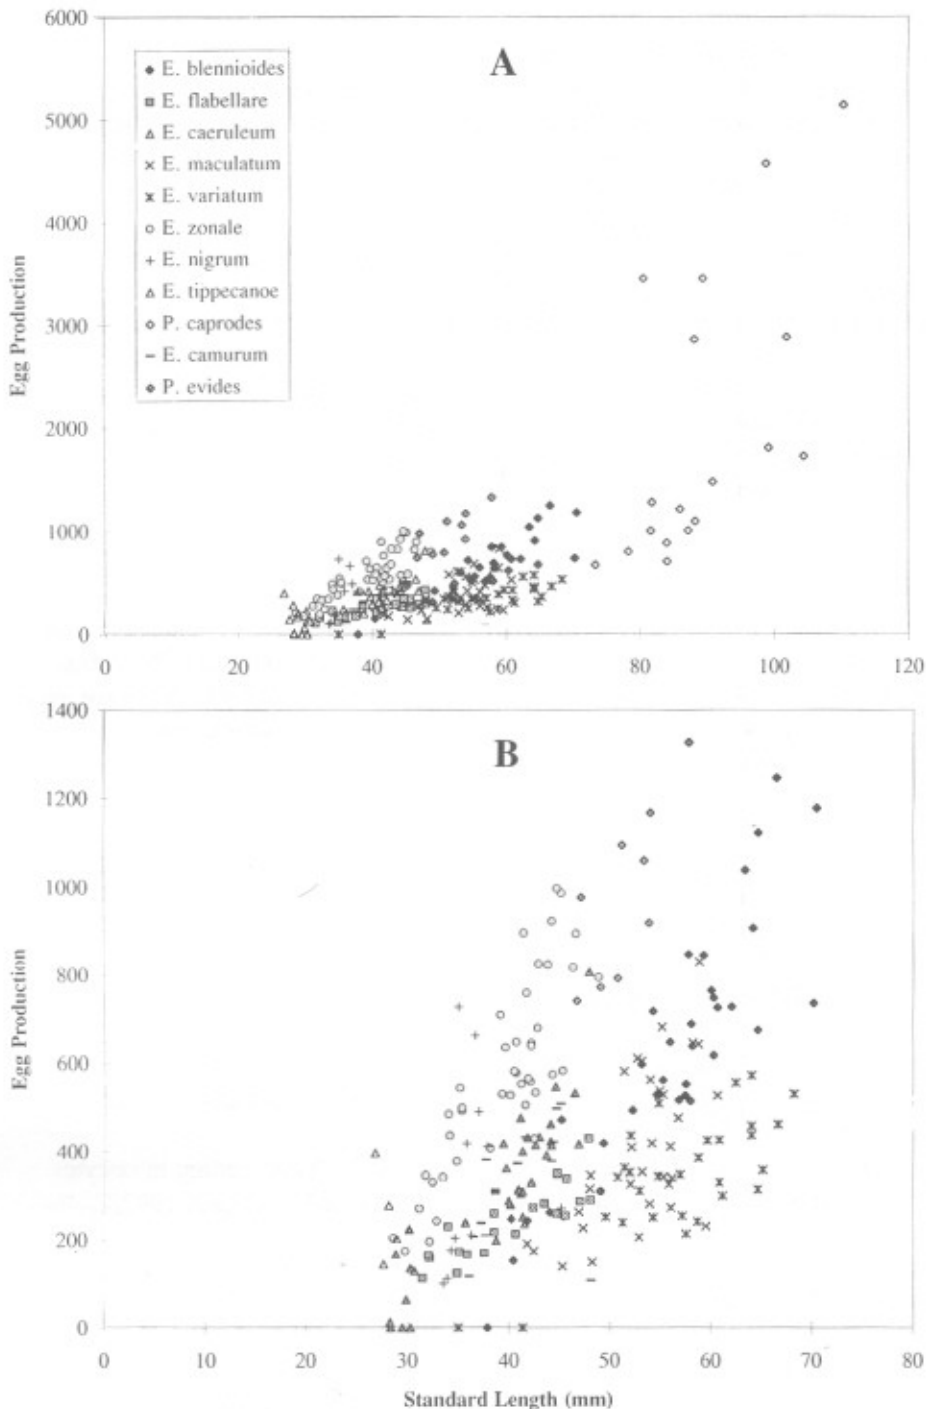 6000
A
E. blennioides
E. flabellare
E. caeruleum
E. maculatum
E. variatum
E. zonale
E. nigrum
E. tippecanoe
P. caprodes
E. camurum
P. evides
5000
4000
3000
2000
1000
0
Egg Production
0 20 40 60 80 100 120
1400
B
1200
1000
800
600
400
200
0
Egg Production
0 10 20 30 40 50 60 70 80
Standard Length (mm)